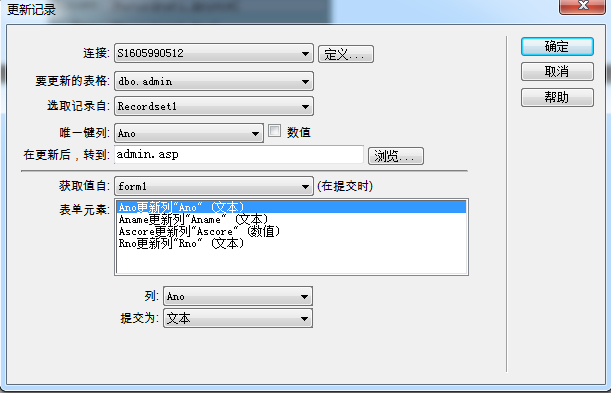 更新记录
连接: S1605990512 定义... 确定
要更新的表格: dbo.admin 取消
选取记录自: Recordset1 帮助
唯一键列: Ano 数值
在更新后，转到: admin.asp 浏览...
获取值自: form1 (在提交时)
表单元素: Ano更新列"Ano" (文本)
Aname更新列"Aname" (文本)
Ascore更新列"Ascore" (数值)
Rno更新列"Rno" (文本)
列: Ano
提交为: 文本